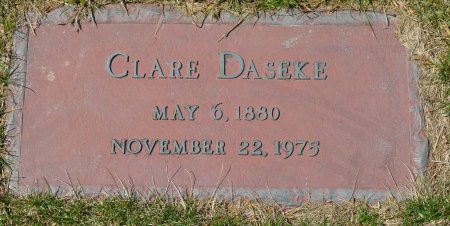 Clare Daseke
May 6, 1880
November 22, 1975